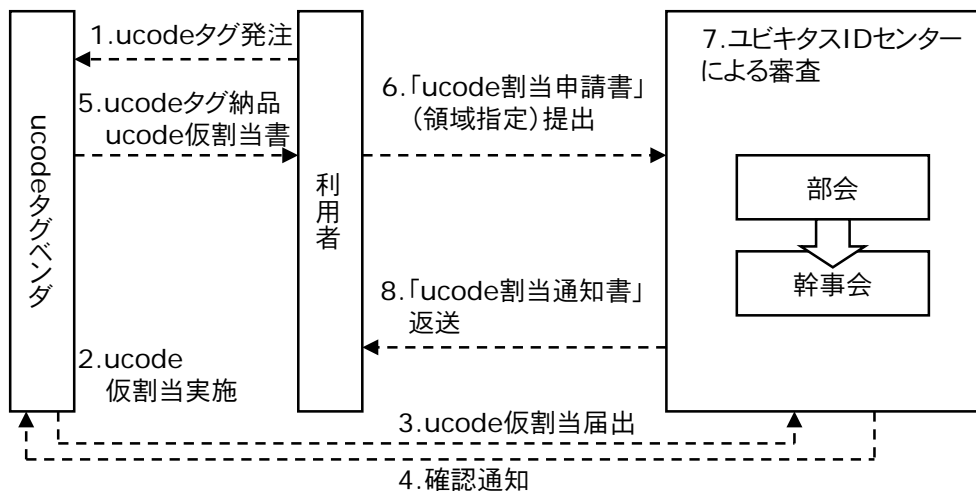 1.ucodeタグ発注
5.ucodeタグ納品
ucode仮割当書
ucodeタグベンダ
2.ucode
仮割当実施
利用者
6.「ucode割当申請書」
（領域指定）提出
8.「ucode割当通知書」
返送
7.ユビキタスIDセンター
による審査
部会
幹事会
3.ucode仮割当届出
4.確認通知